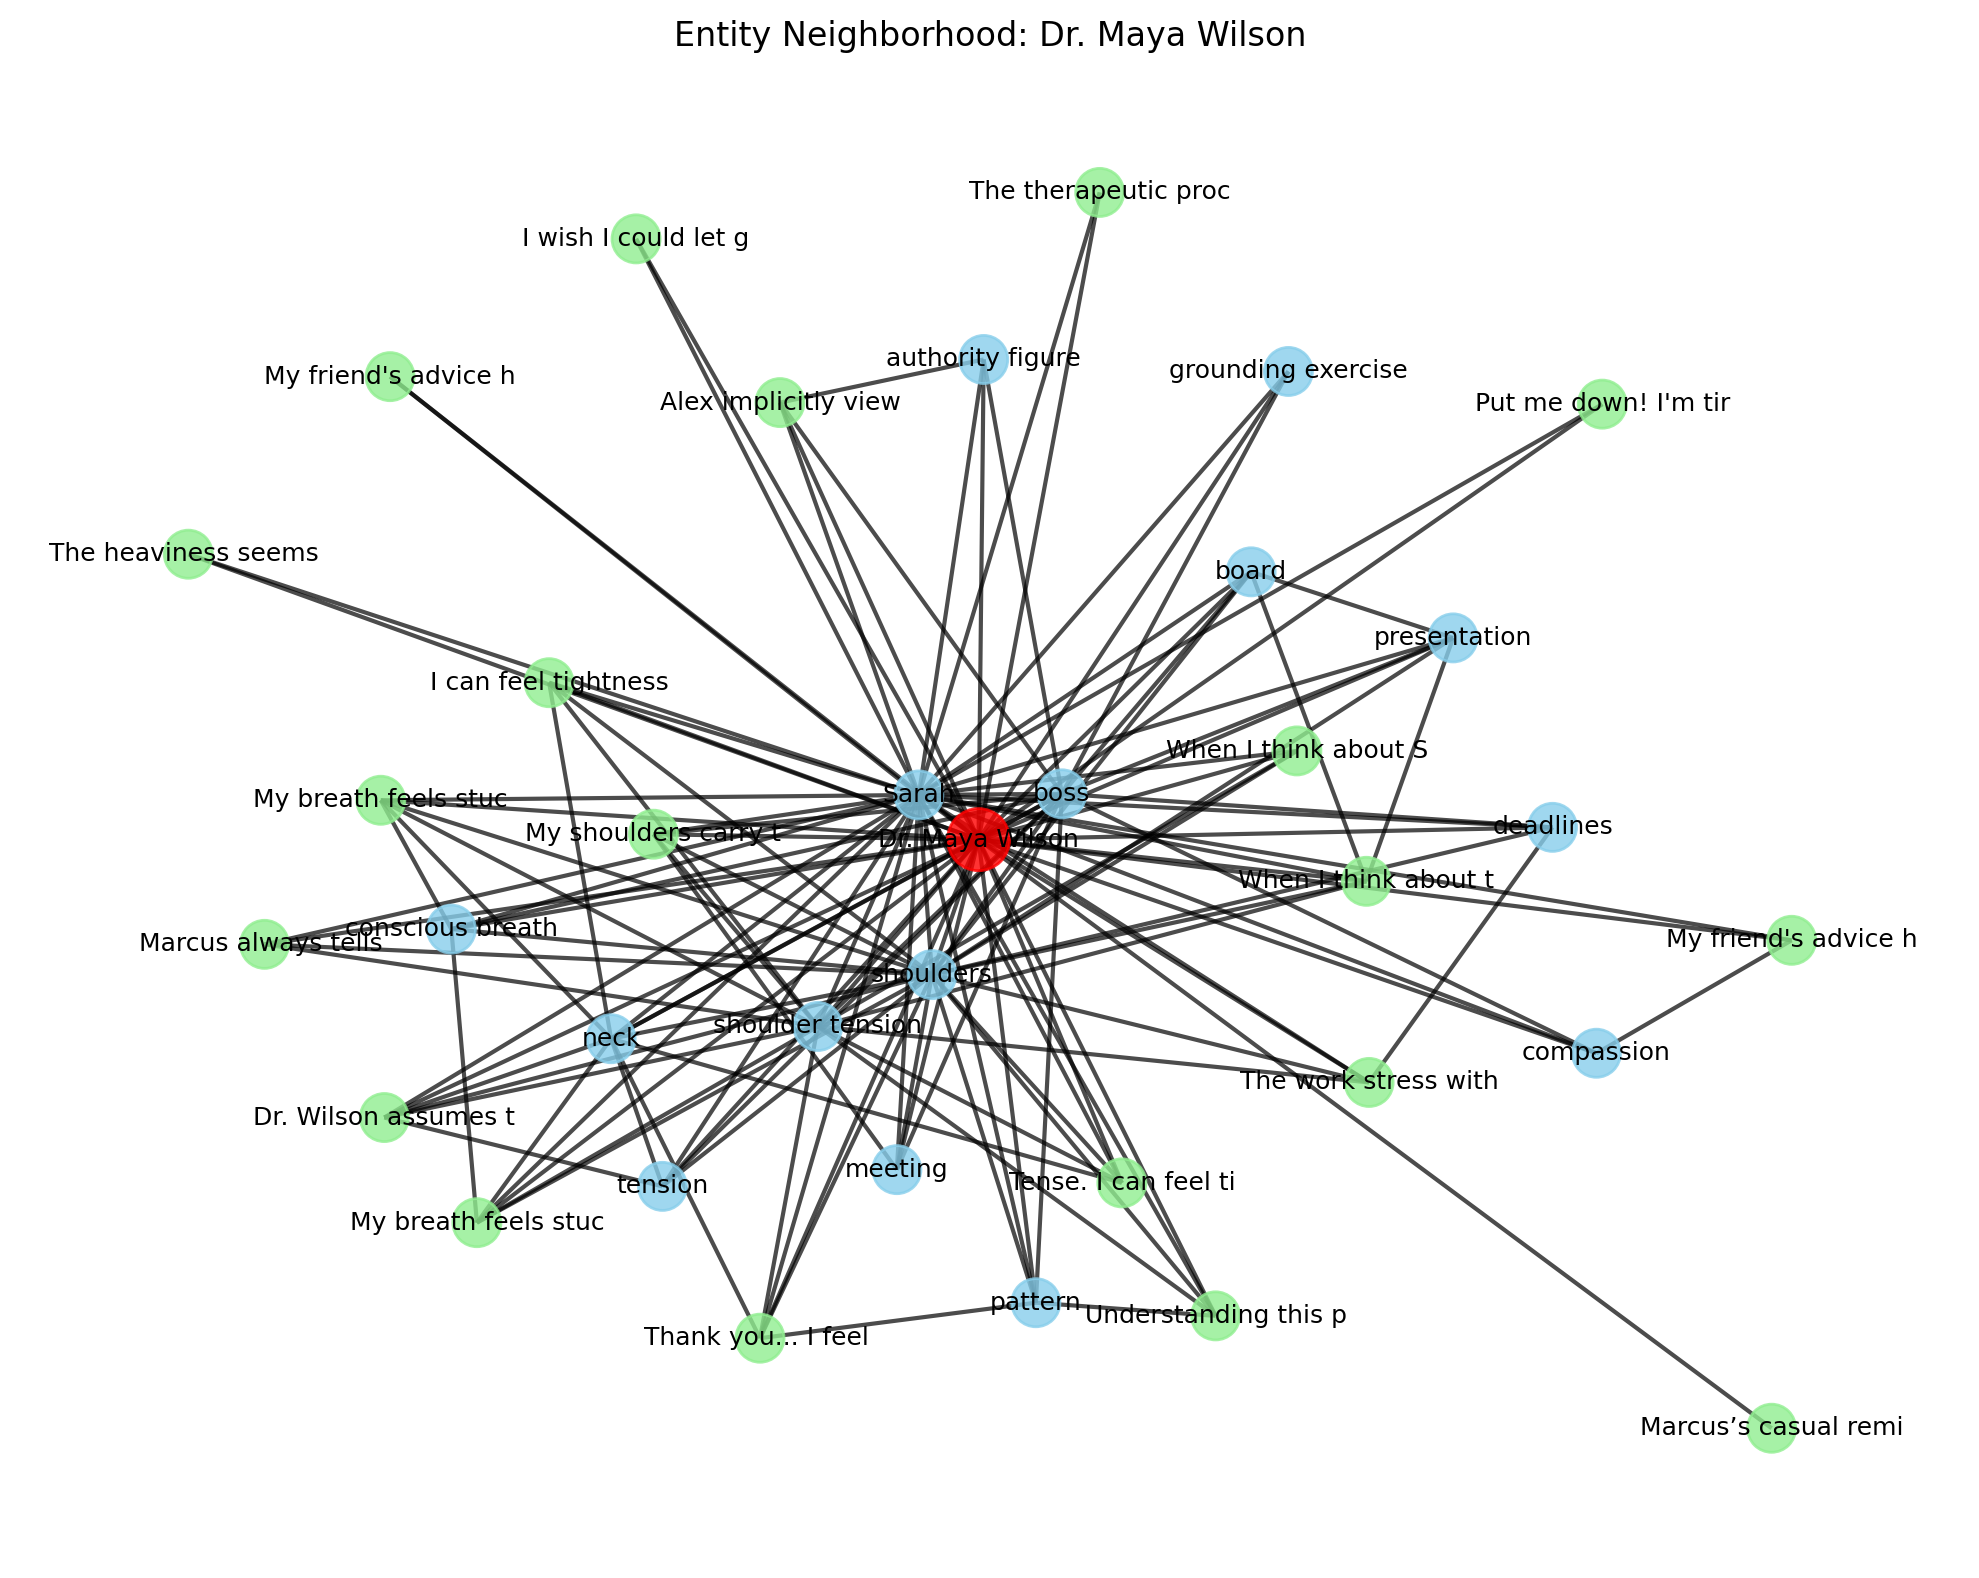 Entity Neighborhood: Dr. Maya Wilson
The therapeutic proc
I wish I could let g
authority figure
grounding exercise
My friend's advice h
Alex implicitly view
Put me down! I'm tir
The heaviness seems
board
presentation
I can feel tightness
When I think about S
My breath feels stuc
Sarah
boss
My shoulders carry t
Dr. Maya Wilson
deadlines
When I think about t
conscious breath
Marcus always tells
My friend's advice h
shoulders
shoulder tension
neck
compassion
The work stress with
Dr. Wilson assumes t
meeting
tension
Tense. I can feel ti
My breath feels stuc
pattern
Understanding this p
Thank you... I feel
Marcus’s casual remi